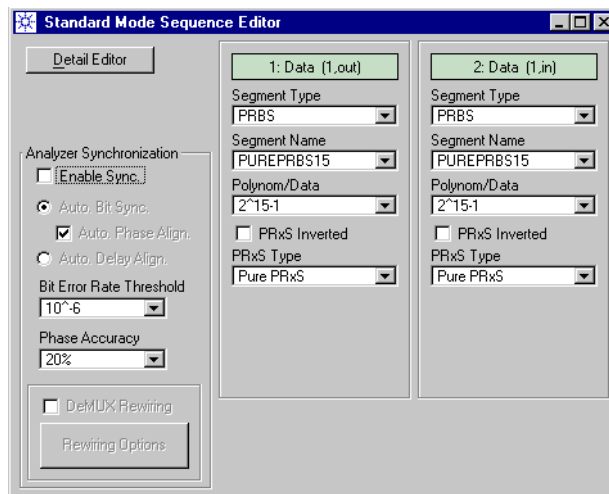 Standard Mode Sequence Editor
Detail Editor
Analyzer Synchronization
Enable Sync.
Auto. Bit Sync.
Auto. Phase Align.
Auto. Delay Align.
Bit Error Rate Threshold
10^-6
Phase Accuracy
20%
DeMUX Rewiring
Rewiring Options
1: Data (1,out)
Segment Type
PRBS
Segment Name
PUREPRBS15
Polynom/Data
2^15-1
PRxS Inverted
PRxS Type
Pure PRxS
2: Data (1,in)
Segment Type
PRBS
Segment Name
PUREPRBS15
Polynom/Data
2^15-1
PRxS Inverted
PRxS Type
Pure PRxS